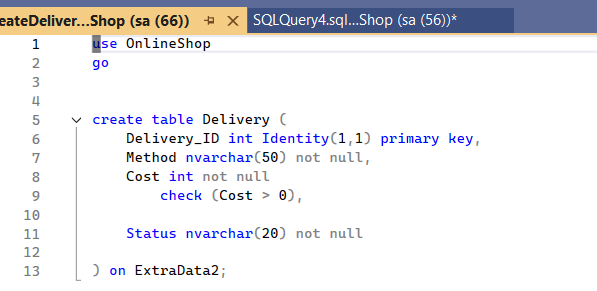 eateDeliver...Shop (sa (66)) SQLQuery4.sql...Shop (sa (56))*
1 use OnlineShop
2 go
3
4
5 create table Delivery (
6 Delivery_ID int Identity(1,1) primary key,
7 Method nvarchar(50) not null,
8 Cost int not null
9 check (Cost > 0),
10
11 Status nvarchar(20) not null
12
13 ) on ExtraData2;